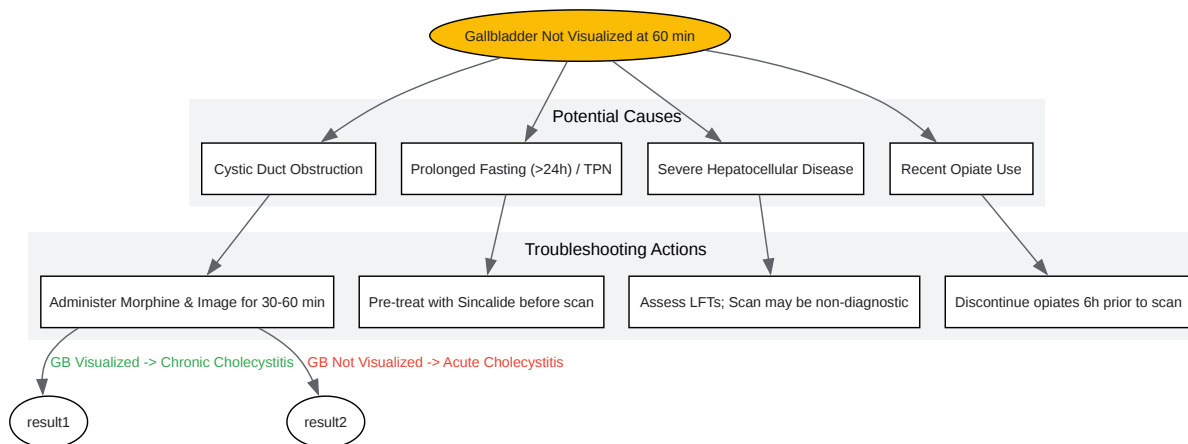 Gallbladder Not Visualized at 60 min
Potential Causes
Cystic Duct Obstruction
Prolonged Fasting (>24h) / TPN
Severe Hepatocellular Disease
Recent Opiate Use
Troubleshooting Actions
Administer Morphine & Image for 30-60 min
Pre-treat with Sincalide before scan
Assess LFTs; Scan may be non-diagnostic
Discontinue opiates 6h prior to scan
GB Visualized -> Chronic Cholecystitis
GB Not Visualized -> Acute Cholecystitis
result1
result2